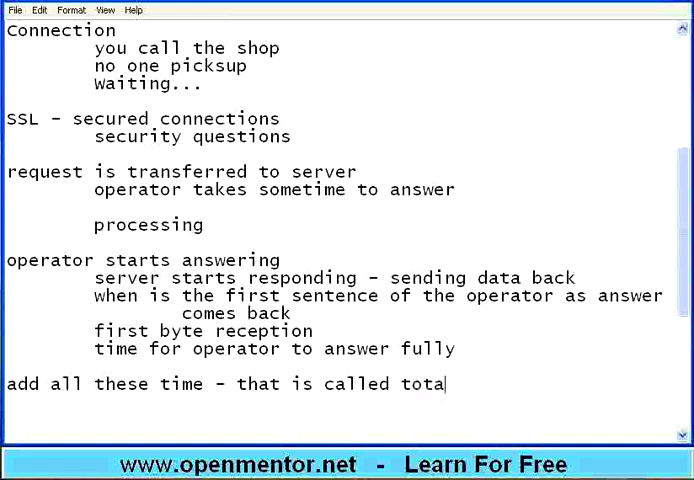 File Edit Format View Help
Connection
you call the shop
no one picksup
Waiting...
SSL - secured connections
security questions
request is transferred to server
operator takes sometime to answer
processing
operator starts answering
server starts responding - sending data back
when is the first sentence of the operator as answer
comes back
first byte reception
time for operator to answer fully
add all these time - that is called tota
www.openmentor.net - Learn For Free